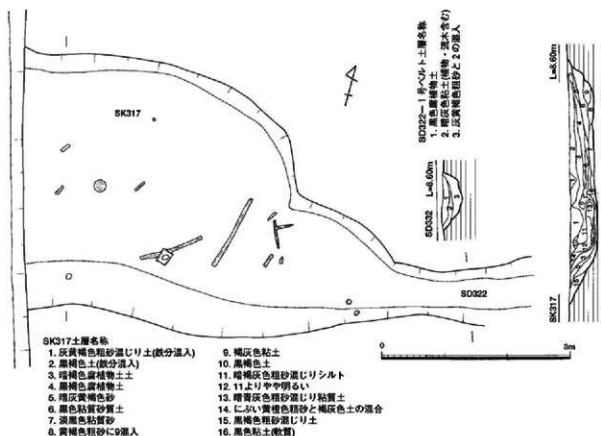 SK317
SD322
SD322－1号ベルト土層名称
1. 黒色腐植物土
2. 暗灰色粘土(植物・流木含む)
3. 灰黄褐色粗砂と2の混入
SD332
L=8.60m
L=8.60m
SK317
SK317土層名称
1. 灰黄褐色粗砂混じり土(鉄分混入)
2. 黒褐色土(鉄分混入)
3. 暗褐色腐植物土土
4. 黒褐色腐植物土
5. 暗灰黄褐色砂
6. 黒色粘質砂質土
7. 淡黒色粘質砂
8. 黄褐色粗砂に9混入
9. 褐灰色粘土
10. 黒褐色土
11. 暗褐灰色粗砂混じりシルト
12. 11よりやや明るい
13. 暗青灰色粗砂混じり粘質土
14. にぶい黄橙色粗砂と褐灰色土の混合
15. 黒褐色粗砂混じり土
16. 黒色粘土(軟質)
0
3m